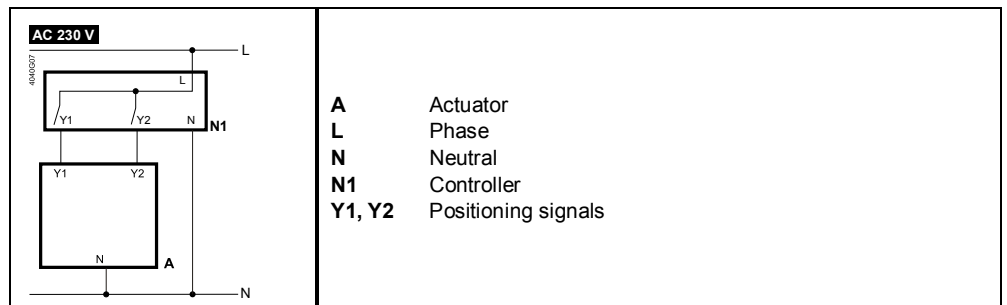 AC 230 V
L
4040G07
L
Y1 Y2 N
N1
Y1 Y2
N
A
N
A Actuator
L Phase
N Neutral
N1 Controller
Y1, Y2 Positioning signals